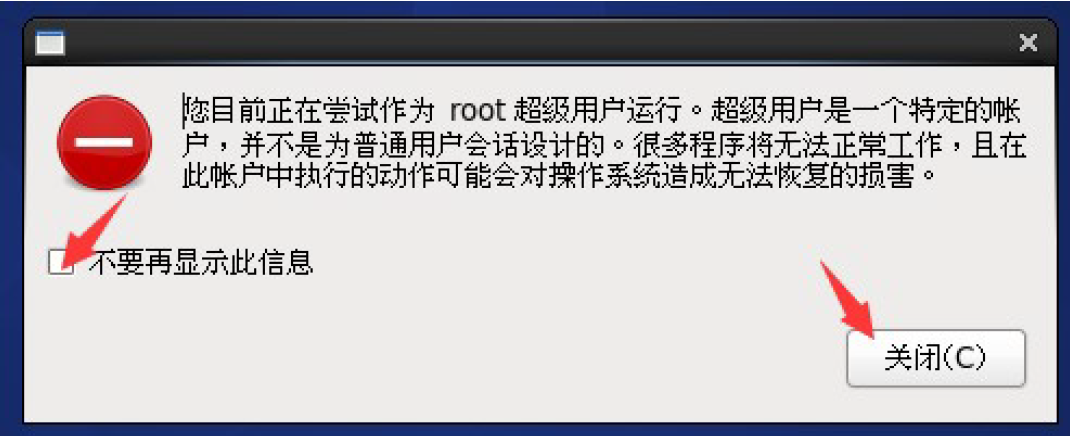 您目前正在尝试作为 root 超级用户运行。超级用户是一个特定的帐
户，并不是为普通用户会话设计的。很多程序将无法正常工作，且在
此帐户中执行的动作可能会对操作系统造成无法恢复的损害。
不要再显示此信息
关闭(C)